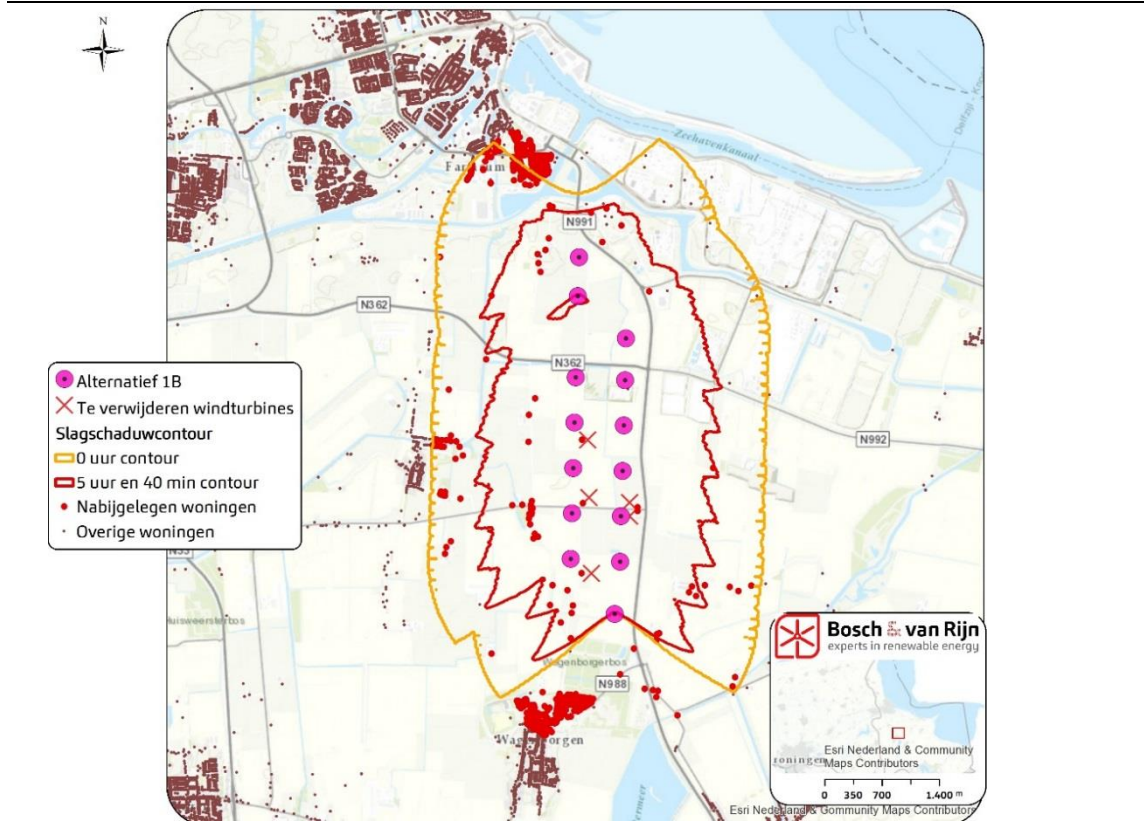 N
Zeehavenkanaal
N991
N362
N362
N992
Alternatief 1B
Te verwijderen windturbines
Slagschaduwcontour
0 uur contour
5 uur en 40 min contour
Nabijgelegen woningen
Overige woningen
Wagenborgerbos
N988
Bosch & van Rijn
experts in renewable energy
Esri Nederland & Community
Maps Contributors
0 350 700 1.400 m
Esri Nederland & Community Maps Contributors